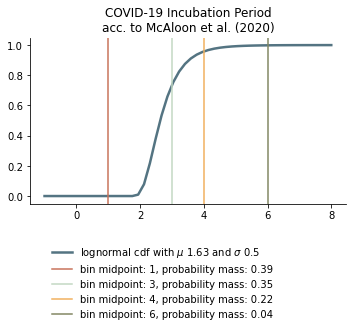 COVID-19 Incubation Period
acc. to McAloon et al. (2020)
1.0
0.8
0.6
0.4
0.2
0.0
0 2 4 6 8
lognormal cdf with μ 1.63 and σ 0.5
bin midpoint: 1, probability mass: 0.39
bin midpoint: 3, probability mass: 0.35
bin midpoint: 4, probability mass: 0.22
bin midpoint: 6, probability mass: 0.04